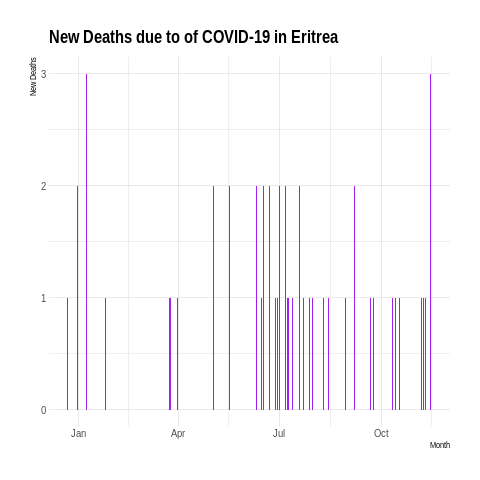 New Deaths due to of COVID-19 in Eritrea
New Deaths
3
2
1
0
Jan Apr Jul Oct
Month